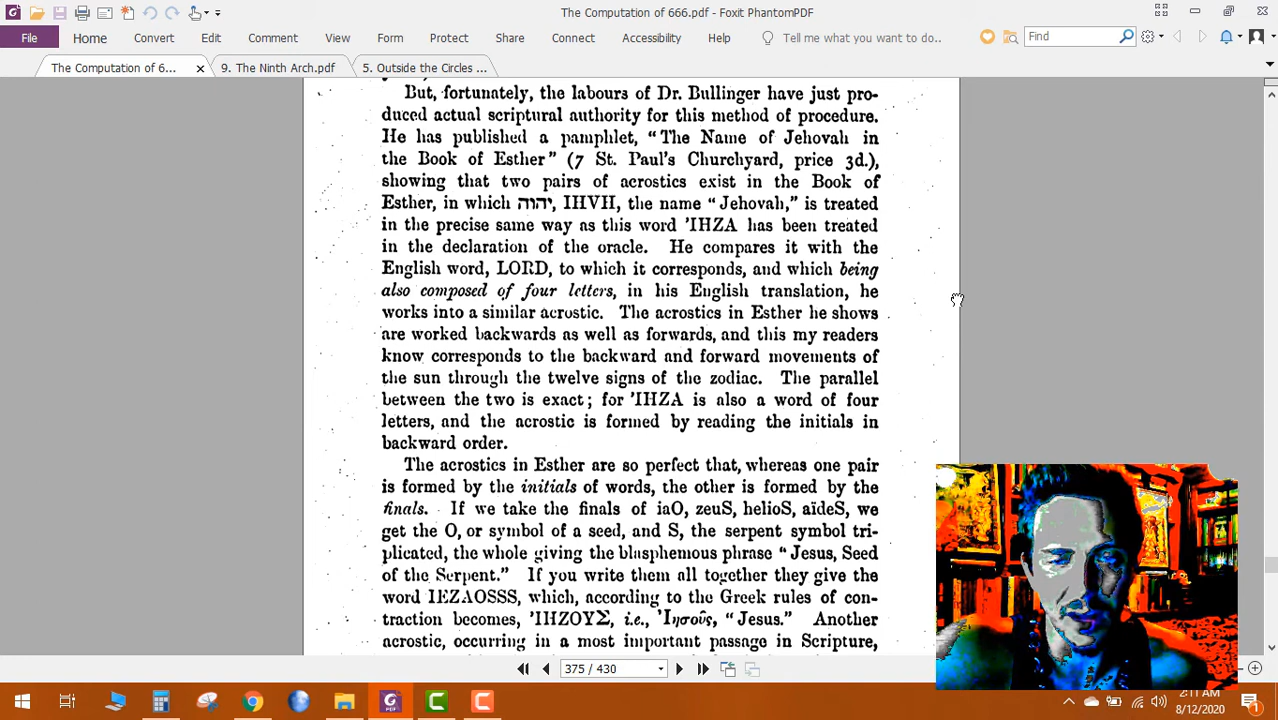 The Computation of 666.pdf - Foxit PhantomPDF
File Home Convert Edit Comment View Form Protect Share Connect Accessibility Help Tell me what you want to do.. Find
The Computation of 6... 9. The Ninth Arch.pdf 5. Outside the Circles ...
But, fortunately, the labours of Dr. Bullinger have just pro-
duced actual scriptural authority for this method of procedure.
He has published a pamphlet, "The Name of Jehovah in
the Book of Esther" (7 St. Paul's Churchyard, price 3d.),
showing that two pairs of acrostics exist in the Book of
Esther, in which יהוה, IHVH, the name "Jehovah," is treated
in the precise same way as this word 'IHZA has been treated
in the declaration of the oracle. He compares it with the
English word, LORD, to which it corresponds, and which being
also composed of four letters, in his English translation, he
works into a similar acrostic. The acrostics in Esther he shows
are worked backwards as well as forwards, and this my readers
know corresponds to the backward and forward movements of
the sun through the twelve signs of the zodiac. The parallel
between the two is exact; for 'IHZA is also a word of four
letters, and the acrostic is formed by reading the initials in
backward order.
The acrostics in Esther are so perfect that, whereas one pair
is formed by the initials of words, the other is formed by the
finals. If we take the finals of iaO, zeuS, helioS, aïdeS, we
get the O, or symbol of a seed, and S, the serpent symbol tri-
plicated, the whole giving the blasphemous phrase "Jesus, Seed
of the Serpent." If you write them all together they give the
word IEZAOSSS, which, according to the Greek rules of con-
traction becomes, 'ΙΗΖΟΥΣ, i.e., Ἰησοῦς, "Jesus." Another
acrostic, occurring in a most important passage in Scripture,
375 / 430
2:11 AM
8/12/2020